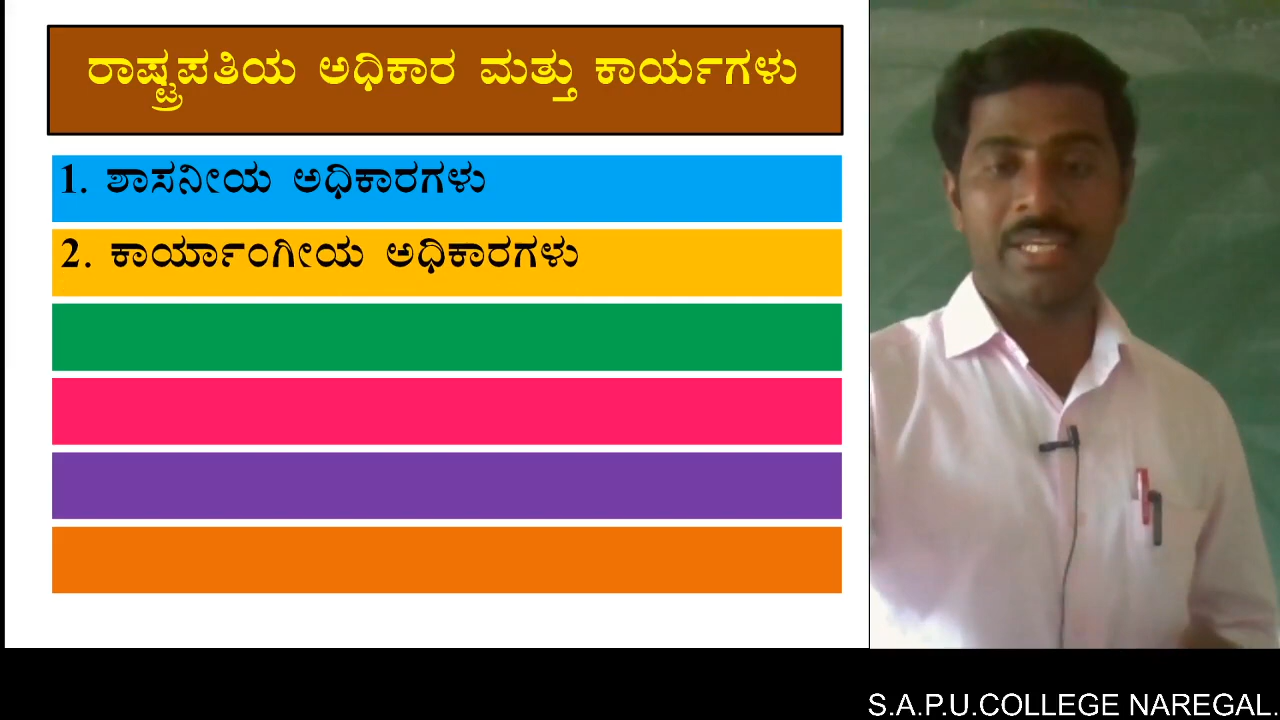 ರಾಷ್ಟ್ರಪತಿಯ ಅಧಿಕಾರ ಮತ್ತು ಕಾರ್ಯಗಳು
1. ಶಾಸನೀಯ ಅಧಿಕಾರಗಳು
2. ಕಾರ್ಯಾಂಗೀಯ ಅಧಿಕಾರಗಳು
S.A.P.U.COLLEGE NAREGAL.